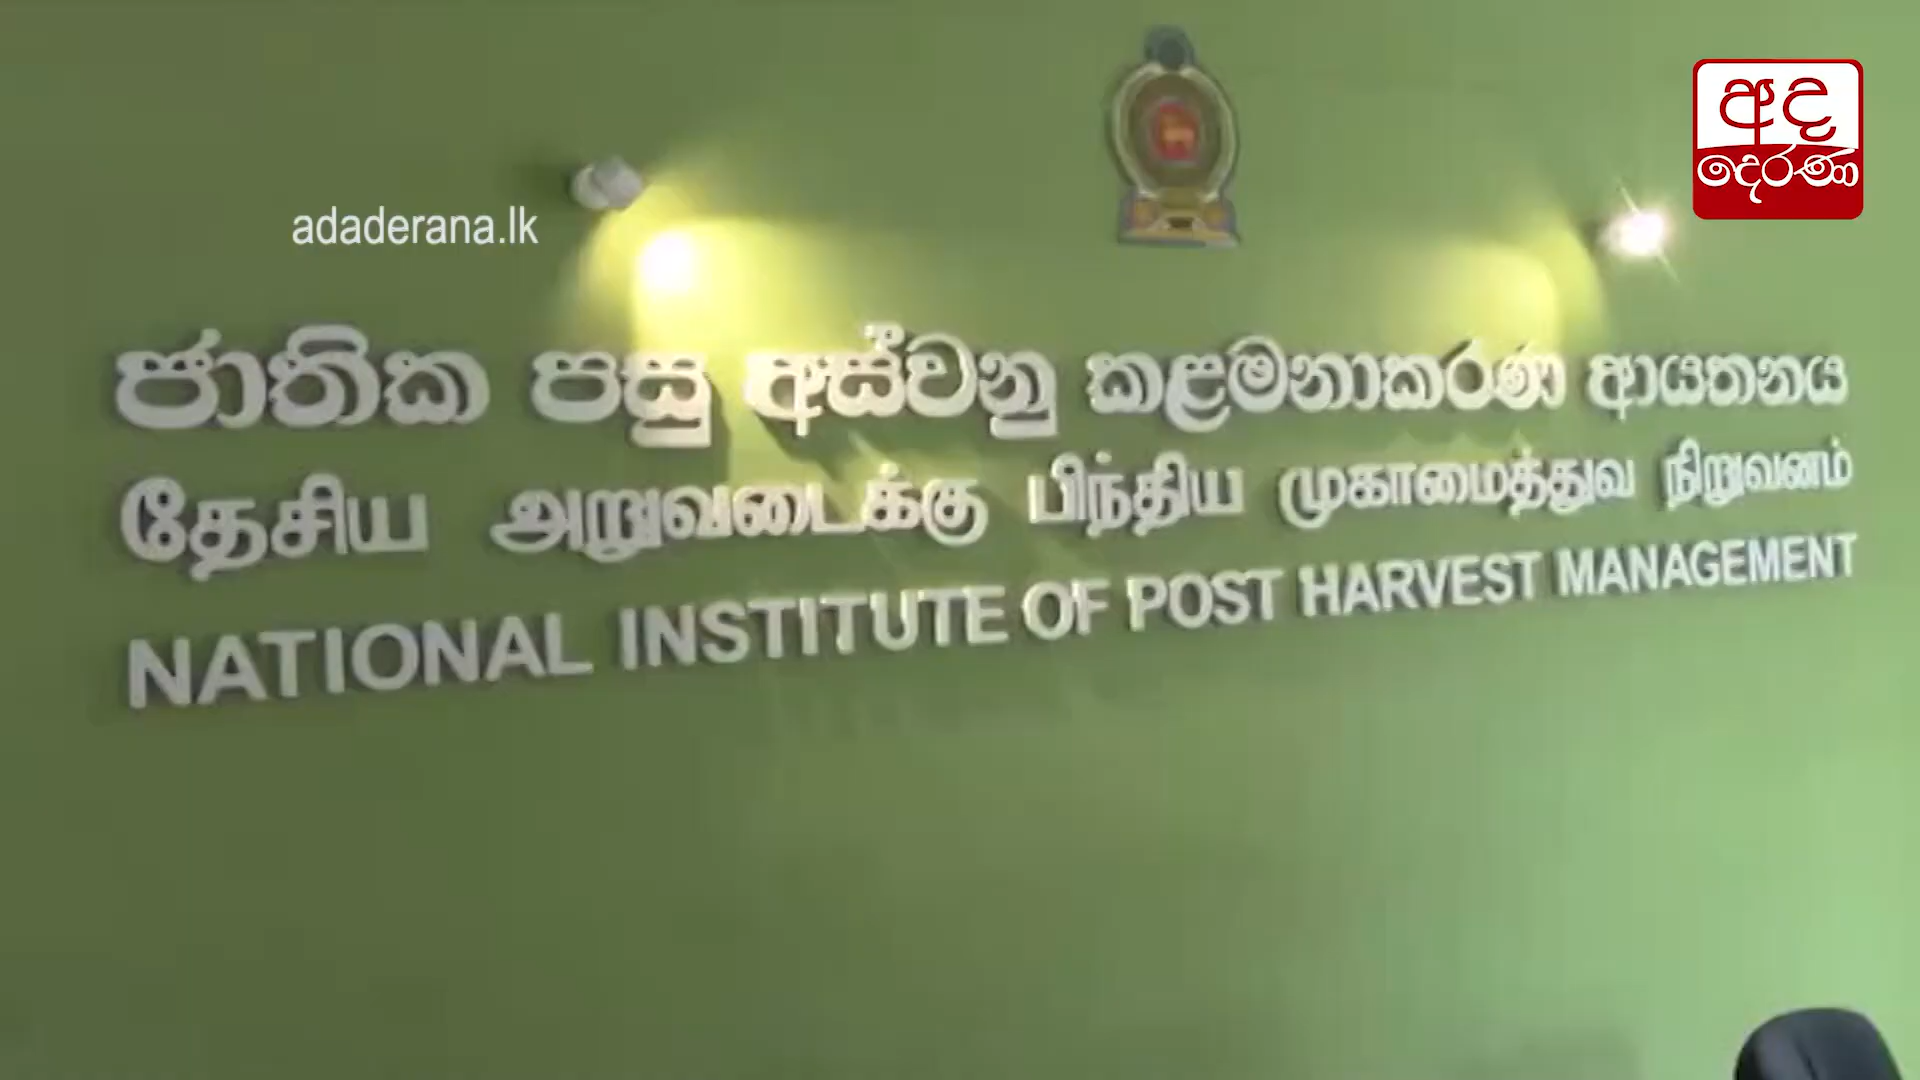 අද
දෙරණ
adaderana.lk
ජාතික පසු අස්වනු කළමනාකරණ ආයතනය
தேசிய அறுவடைக்கு பிந்திய முகாமைத்துவ நிறுவனம்
NATIONAL INSTITUTE OF POST HARVEST MANAGEMENT